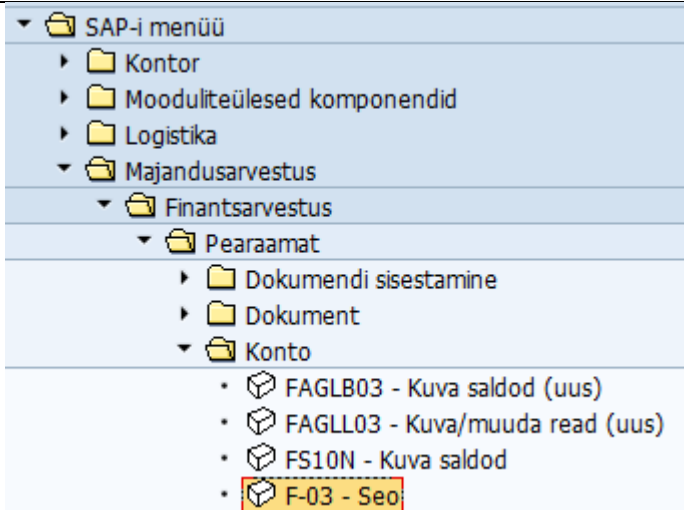 SAP-i menüü
Kontor
Mooduliteülesed komponendid
Logistika
Majandusarvestus
Finantsarvestus
Pearaamat
Dokumendi sisestamine
Dokument
Konto
FAGLB03 - Kuva saldod (uus)
FAGLL03 - Kuva/muuda read (uus)
FS10N - Kuva saldod
F-03 - Seo